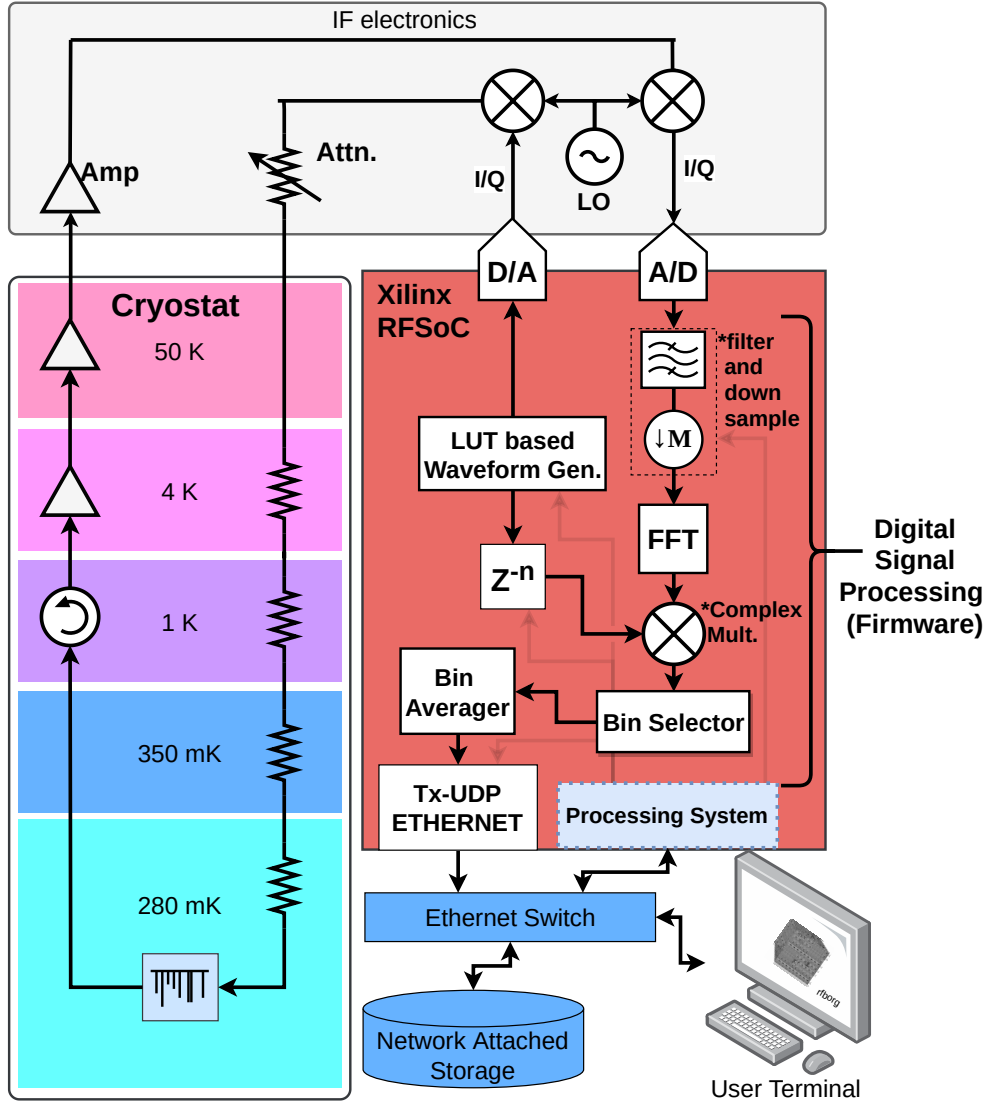 IF electronics
Amp
Attn.
I/Q
LO
I/Q
D/A
A/D
Cryostat
50 K
4 K
1 K
350 mK
280 mK
Xilinx
RFSoC
*filter
and
down
sample
↓M
LUT based
Waveform Gen.
FFT
Z-n
*Complex
Mult.
Bin
Averager
Bin Selector
Tx-UDP
ETHERNET
Processing System
Digital
Signal
Processing
(Firmware)
Ethernet Switch
Network Attached
Storage
rfborg
User Terminal